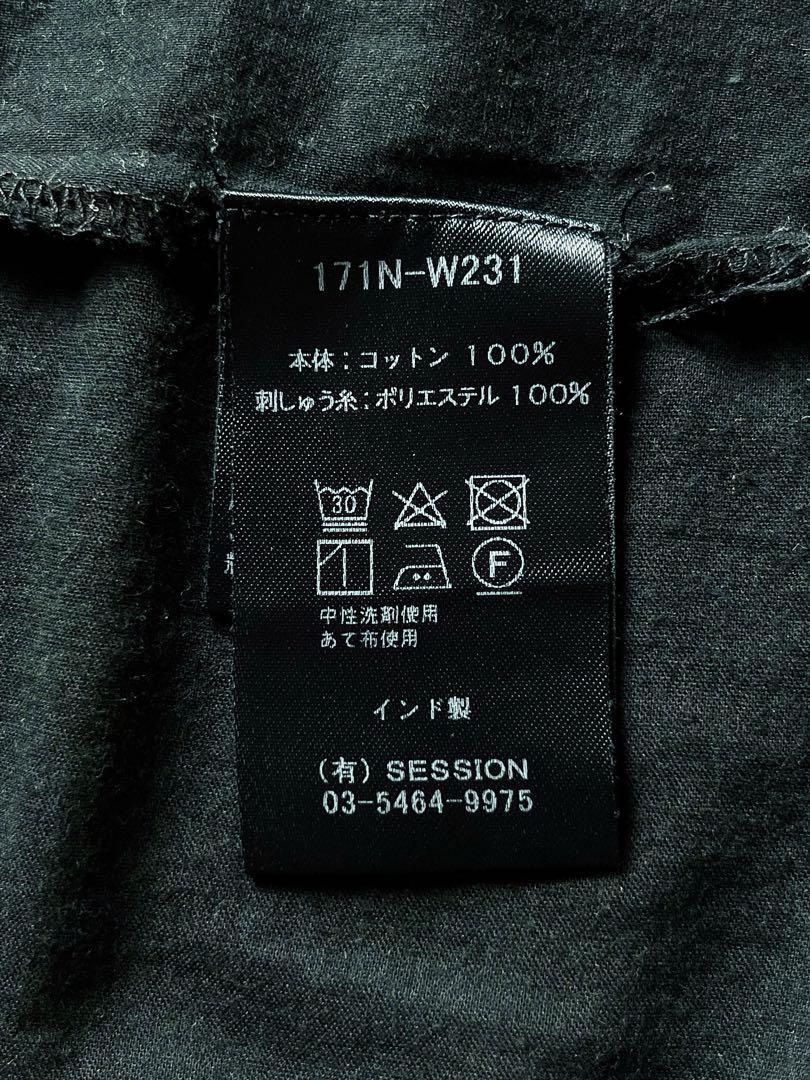 171N-W231
本体：コットン 100%
刺しゅう糸：ポリエステル 100%
30
F
中性洗剤使用
あて布使用
インド製
（有）SESSION
03-5464-9975